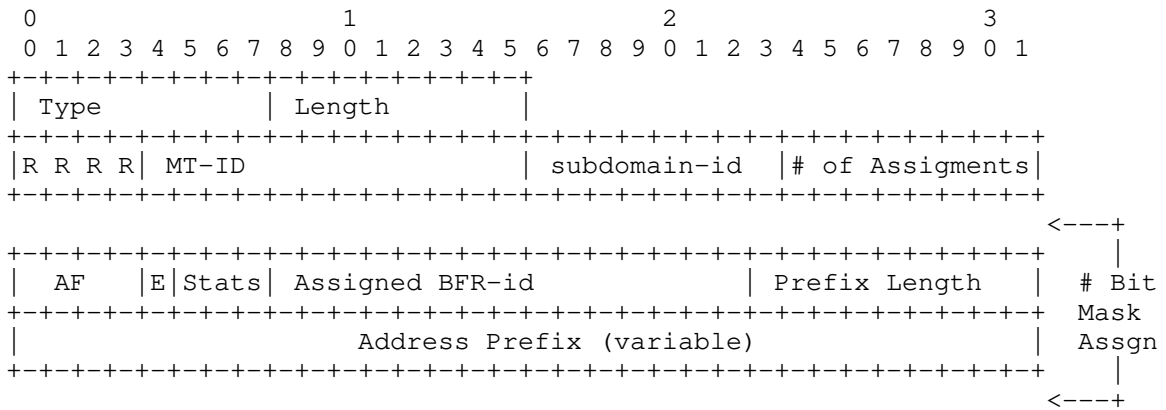 0                   1                   2                   3
 0 1 2 3 4 5 6 7 8 9 0 1 2 3 4 5 6 7 8 9 0 1 2 3 4 5 6 7 8 9 0 1
+-+-+-+-+-+-+-+-+-+-+-+-+-+-+-+-+
| Type          | Length        |
+-+-+-+-+-+-+-+-+-+-+-+-+-+-+-+-+-+-+-+-+-+-+-+-+-+-+-+-+-+-+-+-+
|R R R R| MT-ID                 | subdomain-id  |# of Assigments|
+-+-+-+-+-+-+-+-+-+-+-+-+-+-+-+-+-+-+-+-+-+-+-+-+-+-+-+-+-+-+-+-+
                                                                 <---+
+-+-+-+-+-+-+-+-+-+-+-+-+-+-+-+-+-+-+-+-+-+-+-+-+-+-+-+-+-+-+-+-+    |
|  AF   |E|Stats| Assigned BFR-id             | Prefix Length   |  # Bit
+-+-+-+-+-+-+-+-+-+-+-+-+-+-+-+-+-+-+-+-+-+-+-+-+-+-+-+-+-+-+-+-+  Mask
|                     Address Prefix (variable)                 |  Assgn
+-+-+-+-+-+-+-+-+-+-+-+-+-+-+-+-+-+-+-+-+-+-+-+-+-+-+-+-+-+-+-+-+    |
                                                                 <---+